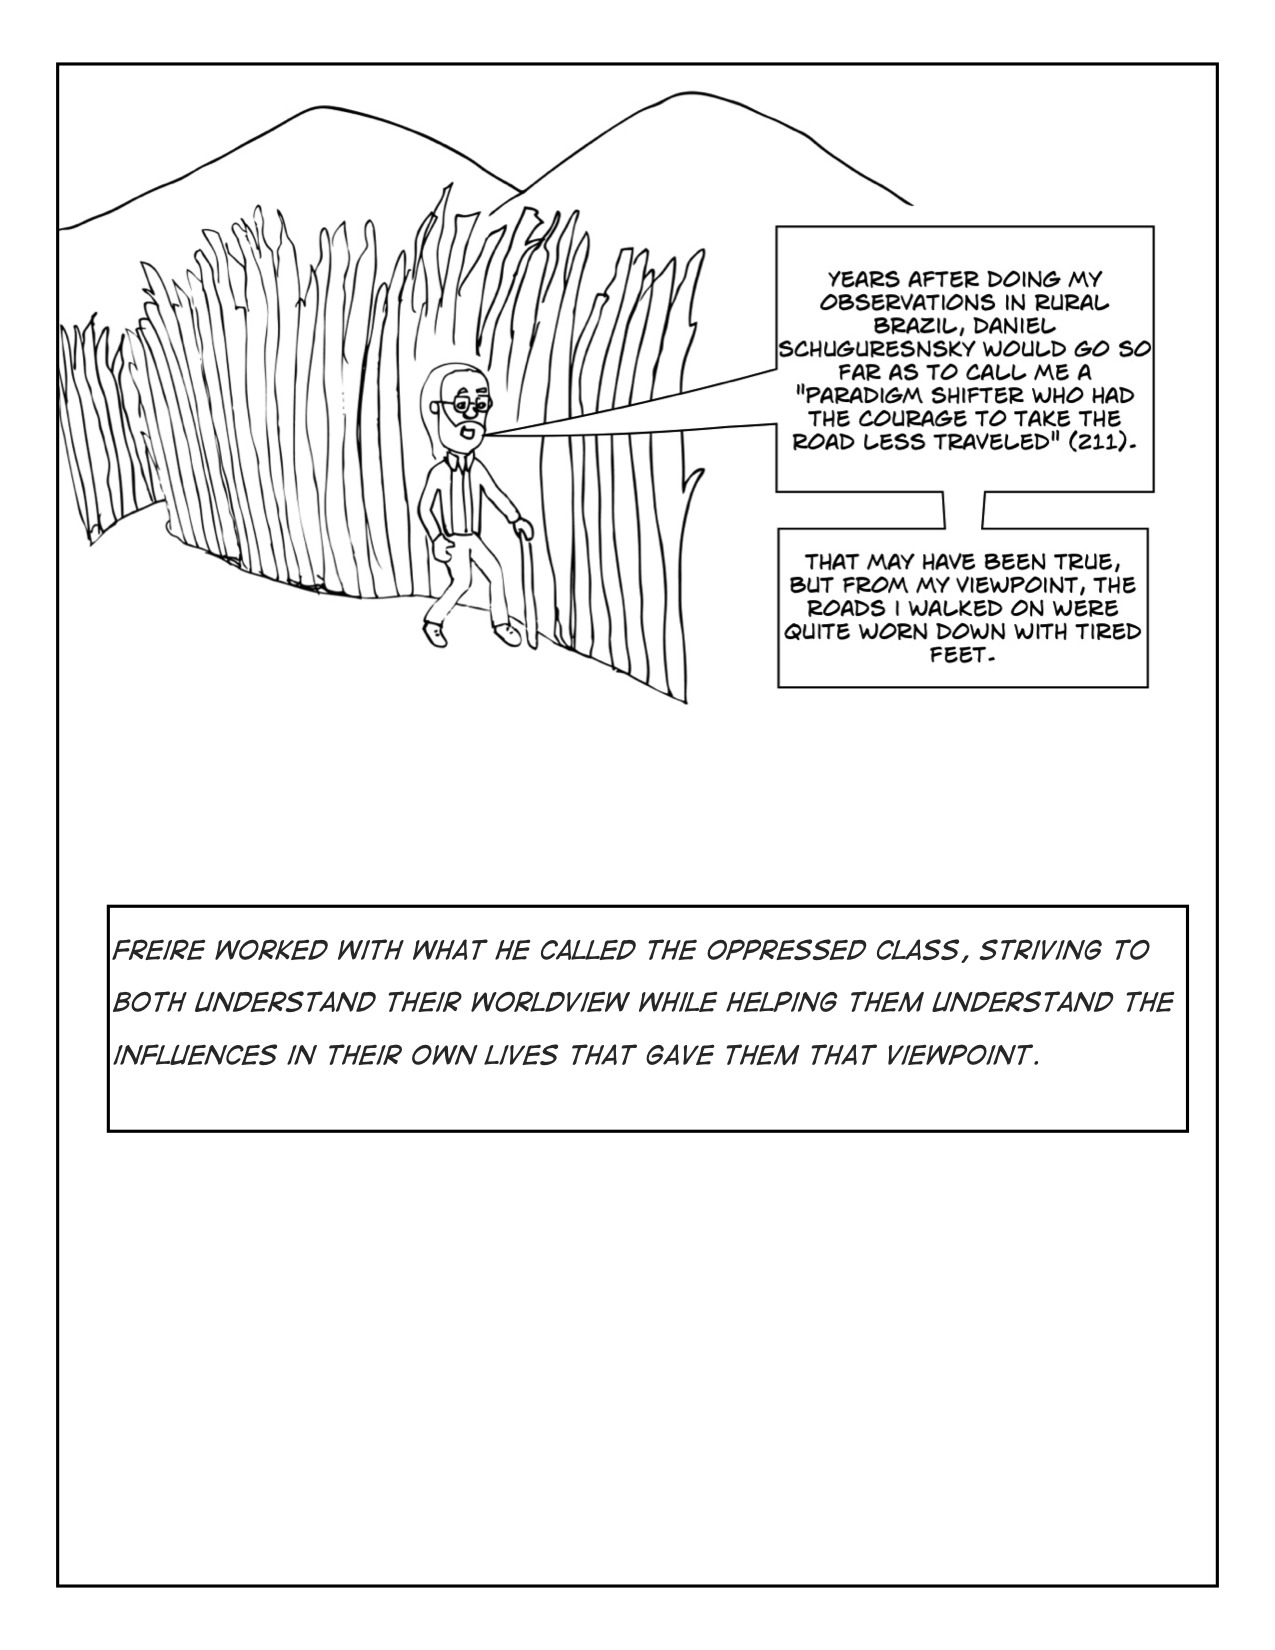 YEARS AFTER DOING MY
OBSERVATIONS IN RURAL
BRAZIL, DANIEL
SCHUGURESNSKY WOULD GO SO
FAR AS TO CALL ME A
"PARADIGM SHIFTER WHO HAD
THE COURAGE TO TAKE THE
ROAD LESS TRAVELED" (211).
THAT MAY HAVE BEEN TRUE,
BUT FROM MY VIEWPOINT, THE
ROADS I WALKED ON WERE
QUITE WORN DOWN WITH TIRED
FEET.
FREIRE WORKED WITH WHAT HE CALLED THE OPPRESSED CLASS, STRIVING TO
BOTH UNDERSTAND THEIR WORLDVIEW WHILE HELPING THEM UNDERSTAND THE
INFLUENCES IN THEIR OWN LIVES THAT GAVE THEM THAT VIEWPOINT.